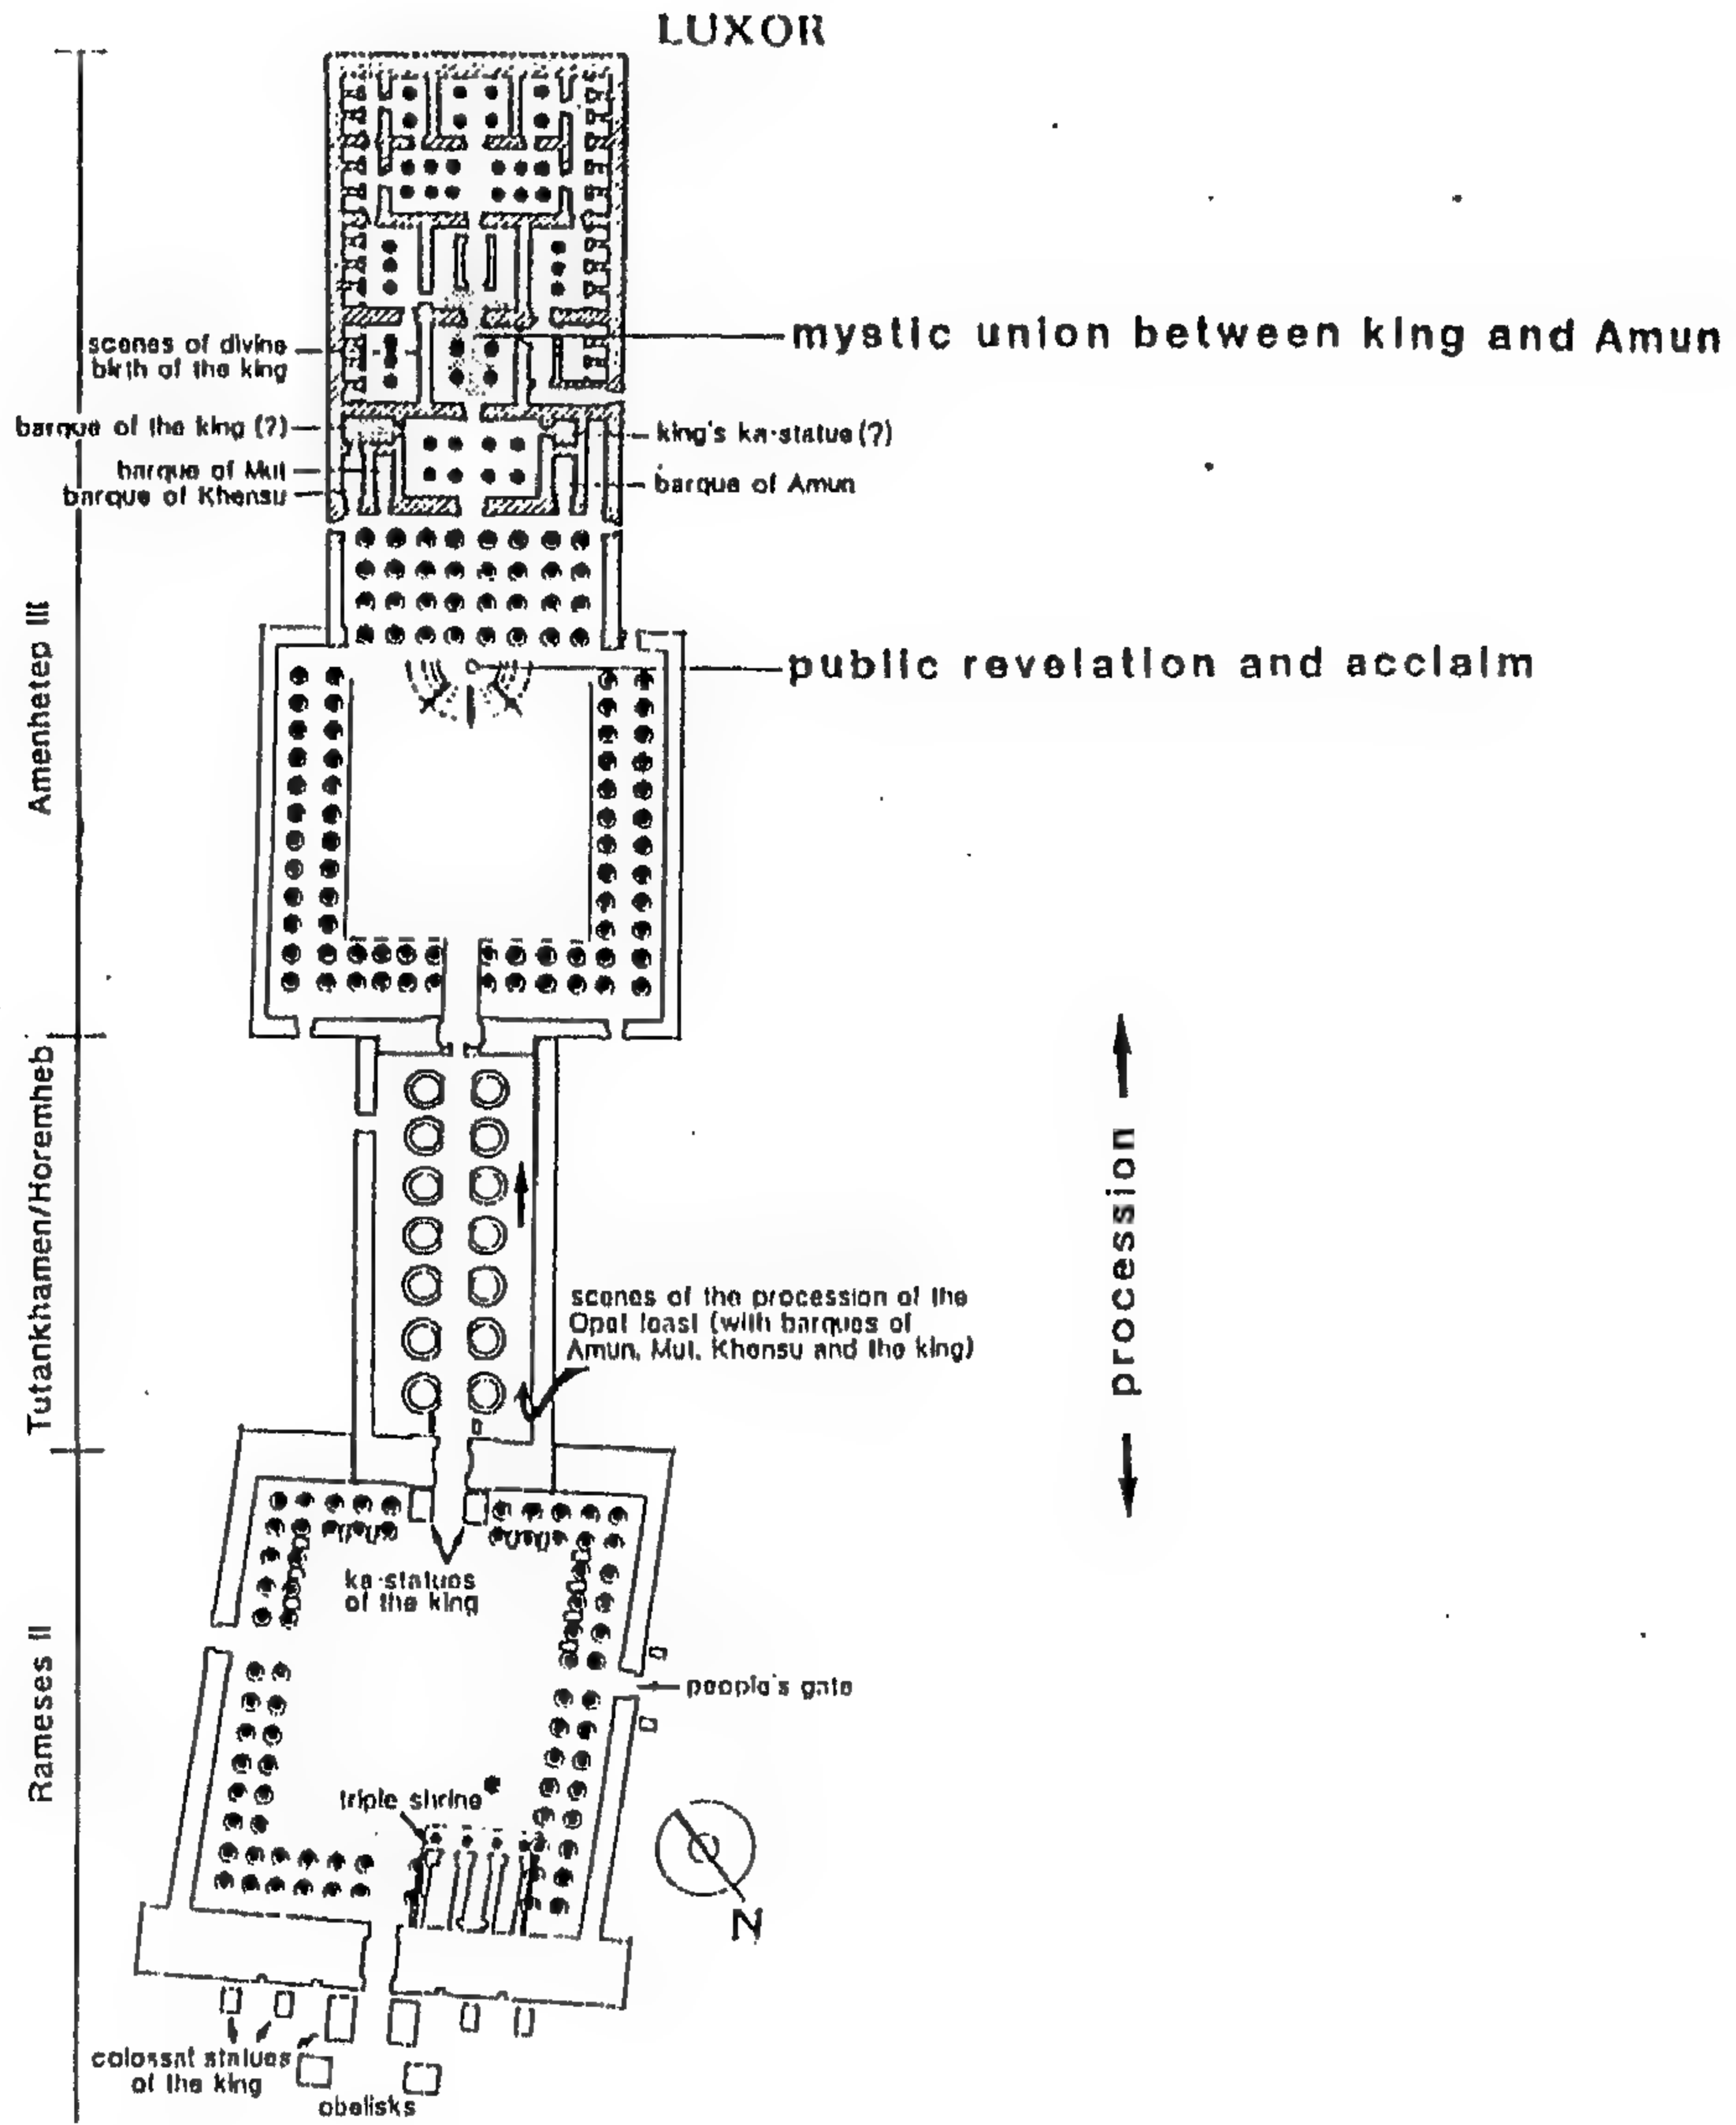 LUXOR
mystic union between king and Amun
scenes of divine
birth of the king
barque of the king (?)
king's ka-statue (?)
barque of Mut
barque of Khensu
barque of Amun
public revelation and acclaim
Amenhetep III
Tutankhamen/Horemheb
procession
scenes of the procession of the
Opet feast (with barques of
Amun, Mut, Khensu and the king)
ka-statues
of the king
people's gate
Rameses II
triple shrine
N
colossal statues
of the king
obelisks